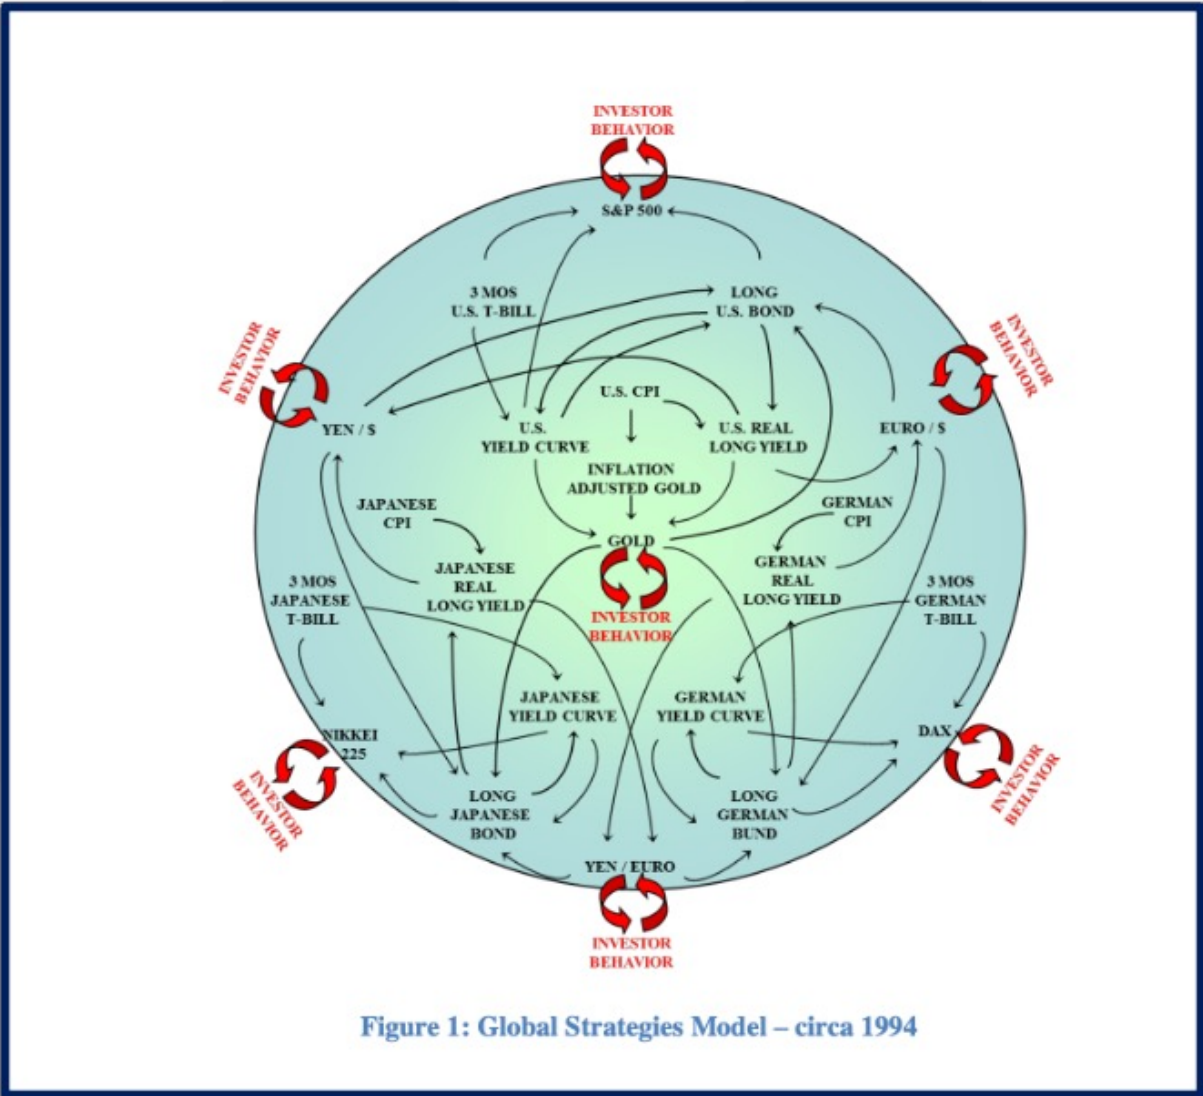 INVESTOR
BEHAVIOR
S&P 500
3 MOS
U.S. T-BILL
LONG
U.S. BOND
INVESTOR
BEHAVIOR
INVESTOR
BEHAVIOR
U.S. CPI
YEN / $
U.S.
YIELD CURVE
U.S. REAL
LONG YIELD
EURO / $
INFLATION
ADJUSTED GOLD
JAPANESE
CPI
GERMAN
CPI
GOLD
JAPANESE
REAL
LONG YIELD
GERMAN
REAL
LONG YIELD
3 MOS
JAPANESE
T-BILL
3 MOS
GERMAN
T-BILL
INVESTOR
BEHAVIOR
JAPANESE
YIELD CURVE
GERMAN
YIELD CURVE
NIKKEI
225
DAX
INVESTOR
BEHAVIOR
INVESTOR
BEHAVIOR
LONG
JAPANESE
BOND
LONG
GERMAN
BUND
YEN / EURO
INVESTOR
BEHAVIOR
Figure 1: Global Strategies Model – circa 1994